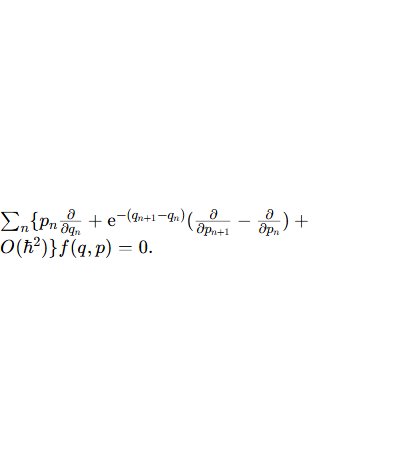 ∑ₙ{pₙ ∂/∂qₙ + e^{−(qₙ₊₁−qₙ)}(∂/∂pₙ₊₁ − ∂/∂pₙ) +
O(ħ²)}f(q, p) = 0.